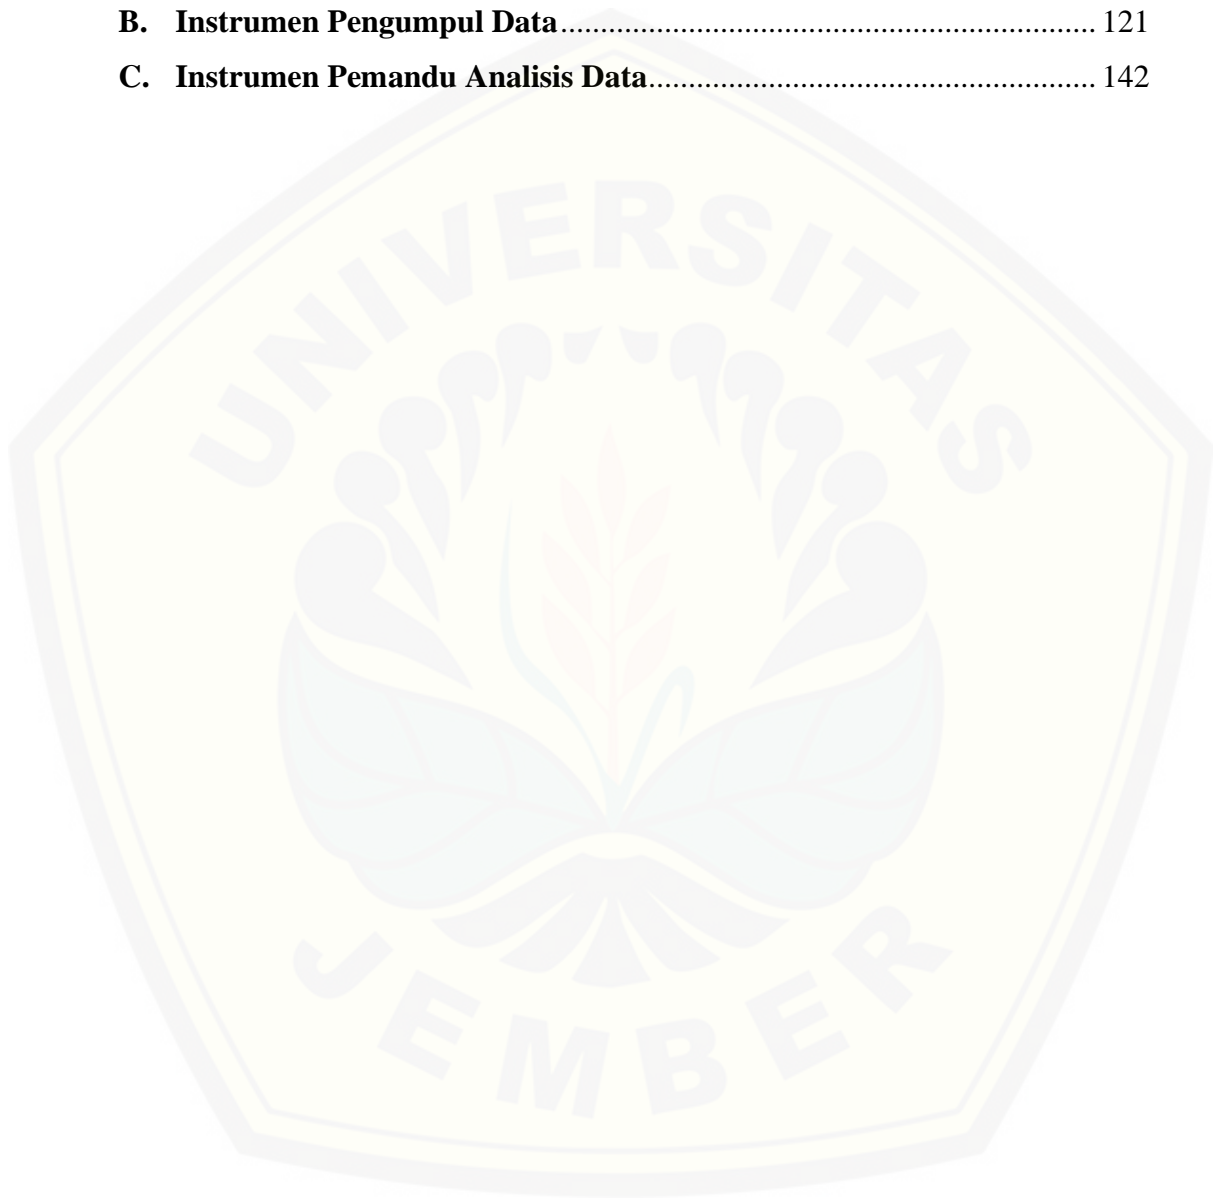 B. Instrumen Pengumpul Data.................................................................. 121
C. Instrumen Pemandu Analisis Data....................................................... 142
UNIVERSITAS
JEMBER